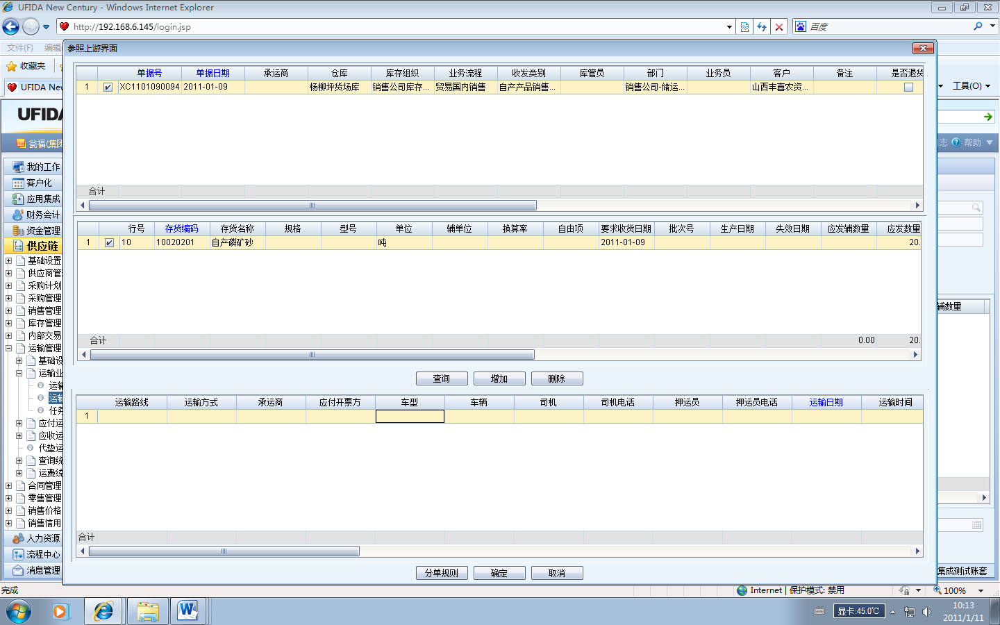 UFIDA New Century - Windows Internet Explorer
http://192.168.6.145/login.jsp
百度
文件(F) 编辑
参照上游界面
收藏夹
UFIDA Nev
工具(O)
单据号 单据日期 承运商 仓库 库存组织 业务流程 收发类别 库管员 部门 业务员 客户 备注 是否退货
1 XC1101090094 2011-01-09 杨柳坪货场库 销售公司库存... 贸易国内销售 自产产品销售... 销售公司-储运... 山西丰喜农资...
合计
UFIDA
瓮福(集团
志 帮助
我的工作
客户化
应用集成
财务会计
资金管理
供应链
基础设置
供应商管理
采购计划
采购管理
销售管理
库存管理
内部交易
运输管理
基础设
运输业
运输
运输
任务
应付运
应收运
代垫运
查询统
运费统
合同管理
零售管理
销售价格
销售信用
人力资源
流程中心
消息管理
行号 存货编码 存货名称 规格 型号 单位 辅单位 换算率 自由项 要求收货日期 批次号 生产日期 失效日期 应发辅数量 应发数量
1 10 10020201 自产磷矿砂 吨 2011-01-09 20.
合计 0.00 20.
辅数量
查询 增加 删除
运输路线 运输方式 承运商 应付开票方 车型 车辆 司机 司机电话 押运员 押运员电话 运输日期 运输时间
1
合计
分单规则 确定 取消
集成测试账套
完成
Internet | 保护模式: 禁用
100%
显卡:45.0℃
10:13
2011/1/11